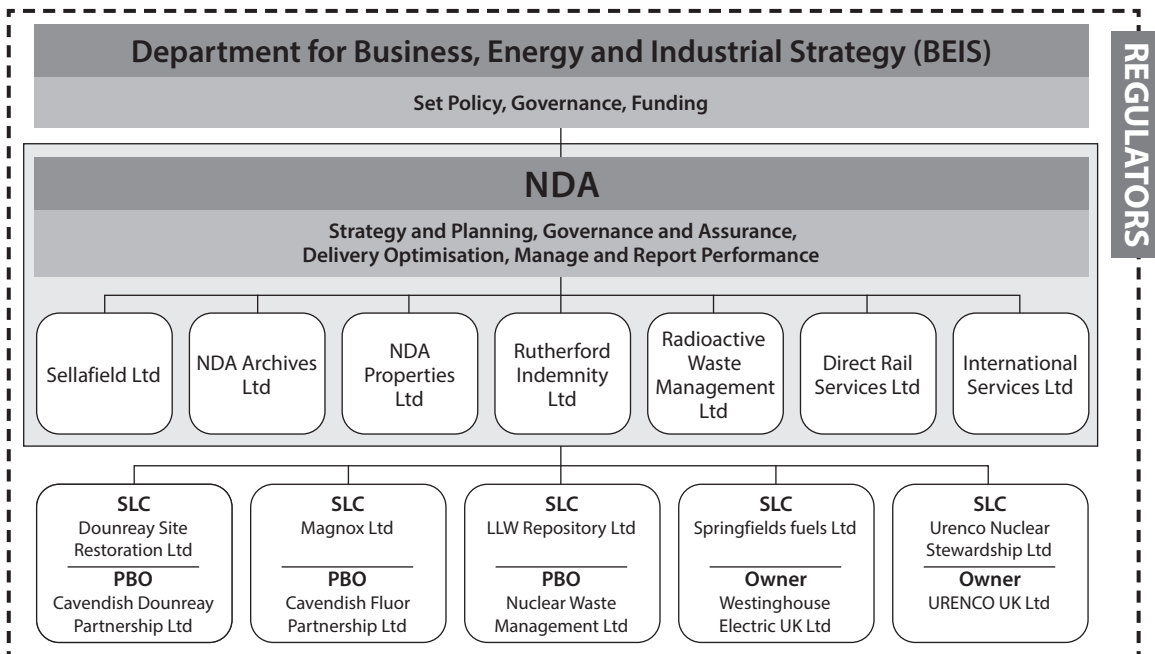 Department for Business, Energy and Industrial Strategy (BEIS)
Set Policy, Governance, Funding
REGULATORS
NDA
Strategy and Planning, Governance and Assurance,
Delivery Optimisation, Manage and Report Performance
Sellafield Ltd
NDA Archives
Ltd
NDA
Properties
Ltd
Rutherford
Indemnity
Ltd
Radioactive
Waste
Management
Ltd
Direct Rail
Services Ltd
International
Services Ltd
SLC
Dounreay Site
Restoration Ltd
PBO
Cavendish Dounreay
Partnership Ltd
SLC
Magnox Ltd
PBO
Cavendish Fluor
Partnership Ltd
SLC
LLW Repository Ltd
PBO
Nuclear Waste
Management Ltd
SLC
Springfields fuels Ltd
Owner
Westinghouse
Electric UK Ltd
SLC
Urenco Nuclear
Stewardship Ltd
Owner
URENCO UK Ltd